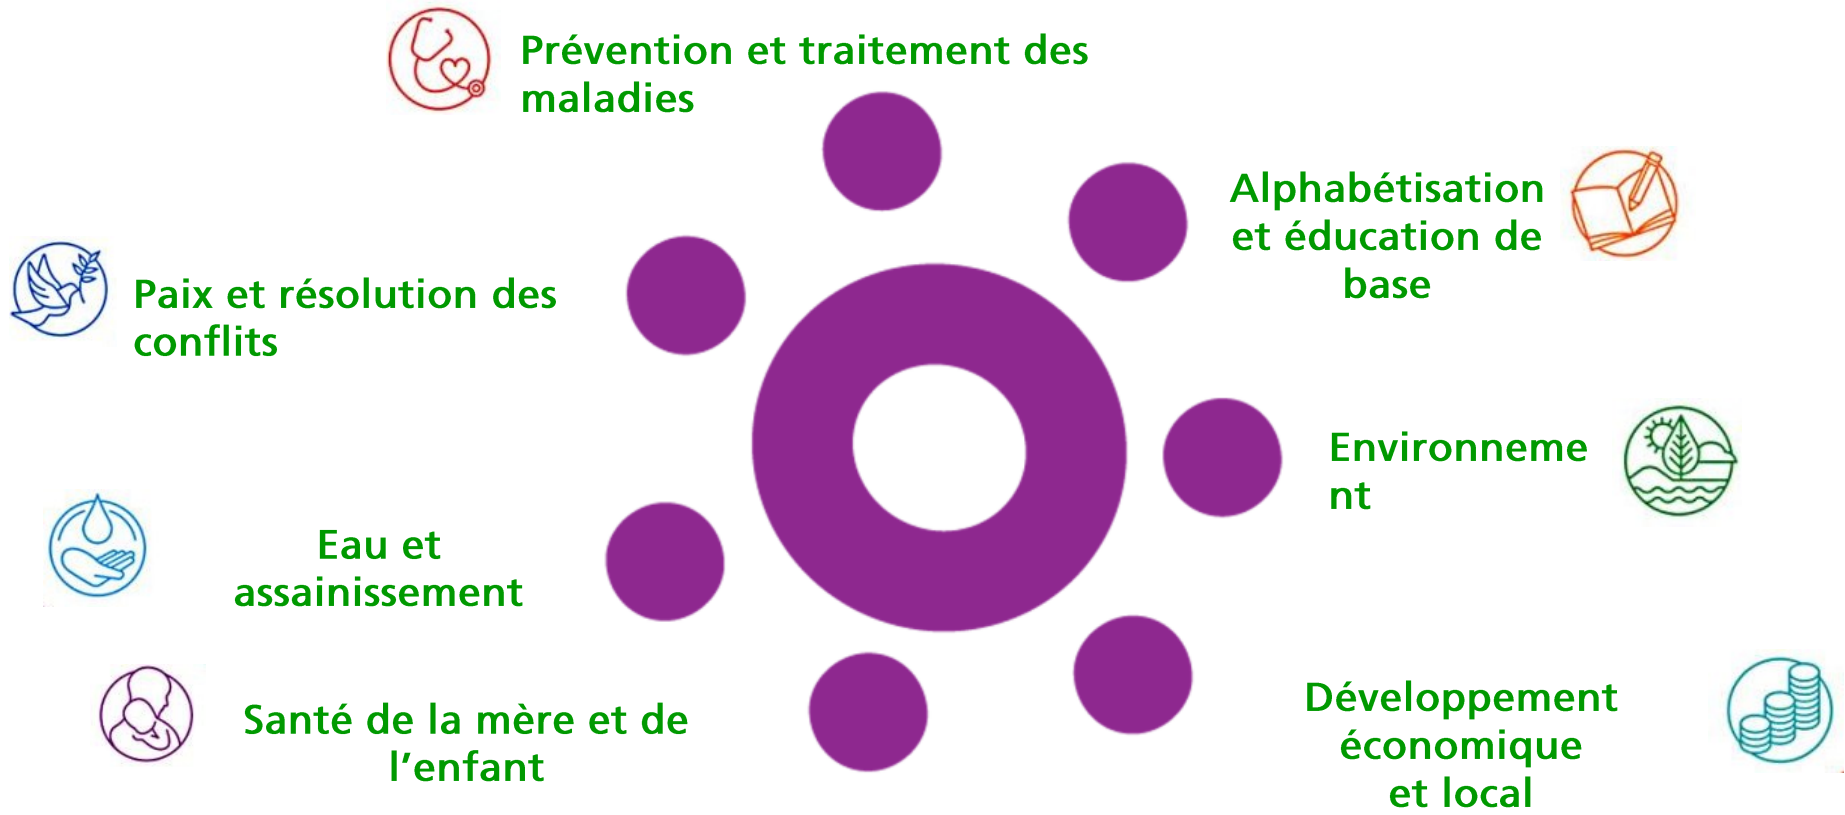 Prévention et traitement des
maladies
Alphabétisation
et éducation de
base
Paix et résolution des
conflits
Environneme
nt
Eau et
assainissement
Développement
économique
et local
Santé de la mère et de
l’enfant